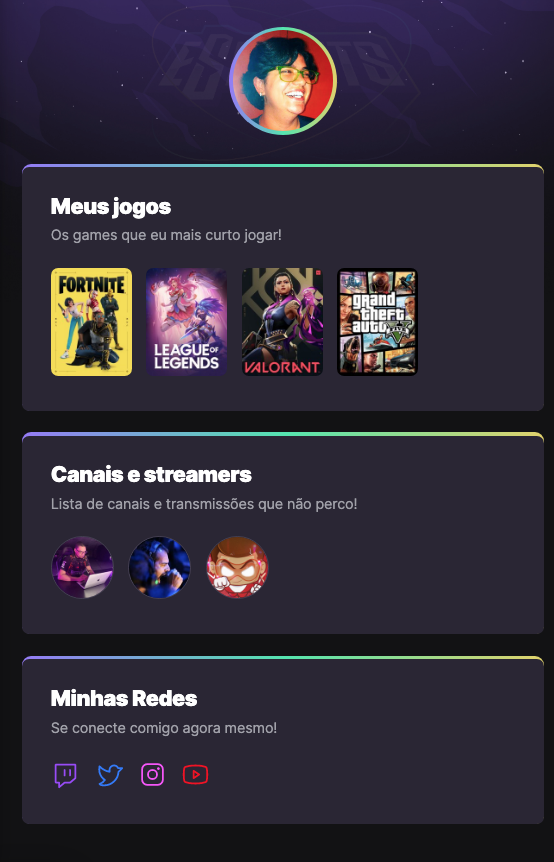 ESPORTS
Meus jogos
Os games que eu mais curto jogar!
FORTNITE
LEAGUE OF
LEGENDS
VALORANT
grand
theft
auto
V
Canais e streamers
Lista de canais e transmissões que não perco!
Minhas Redes
Se conecte comigo agora mesmo!